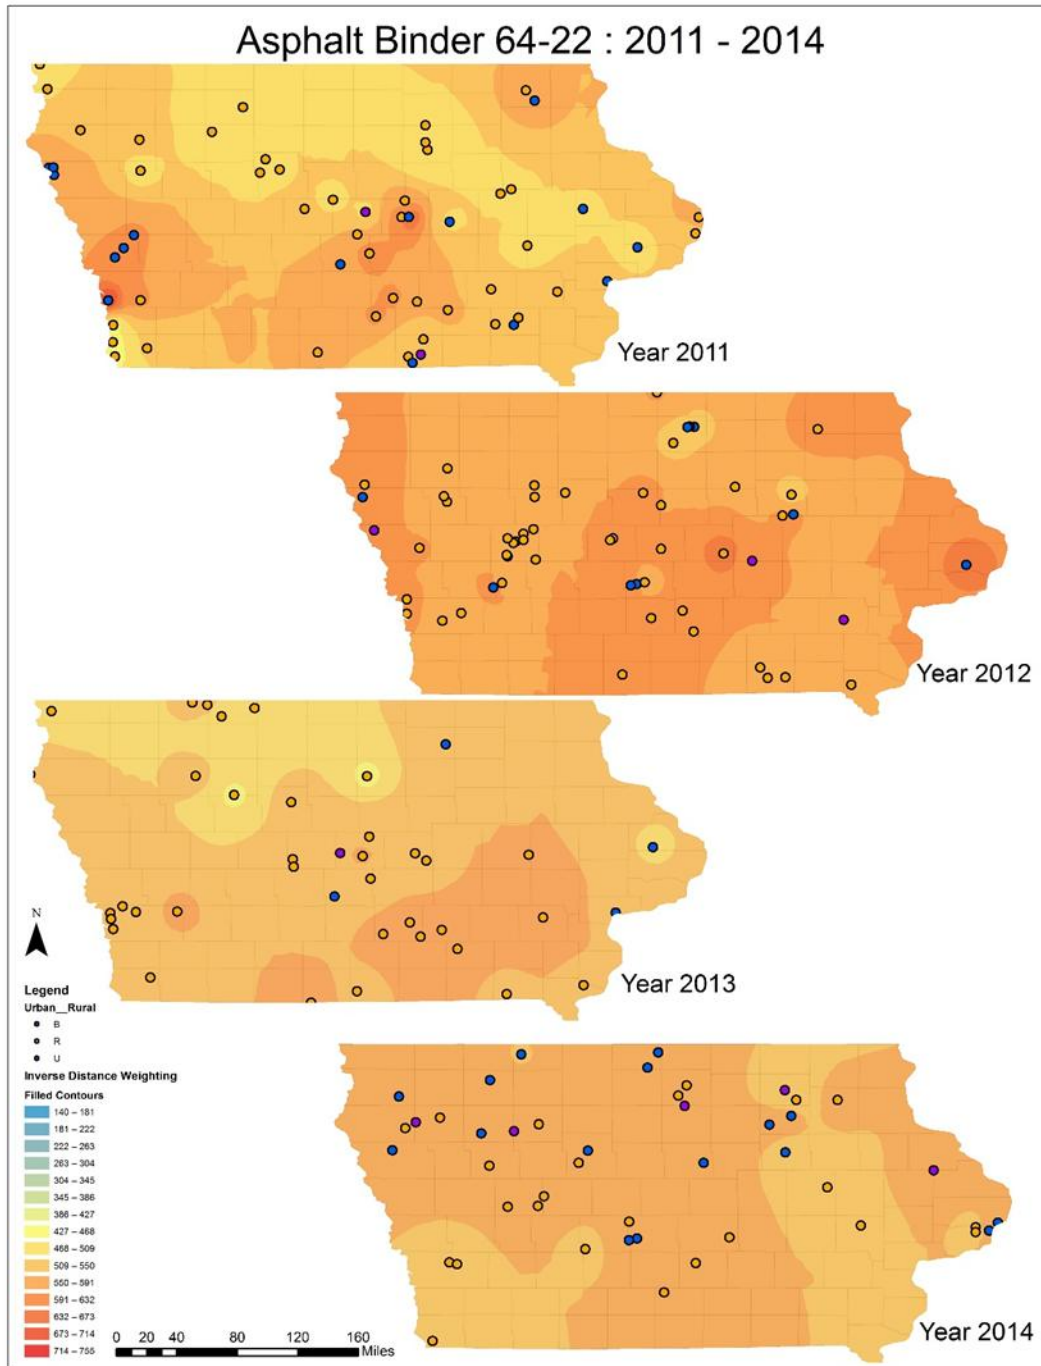 Asphalt Binder 64-22 : 2011 - 2014
Year 2011
Year 2012
Year 2013
N
Legend
Urban__Rural
B
R
U
Inverse Distance Weighting
Filled Contours
140 – 181
181 – 222
222 – 263
263 – 304
304 – 345
345 – 386
386 – 427
427 – 468
468 – 509
509 – 550
550 – 591
591 – 632
632 – 673
673 – 714
714 – 755
0 20 40 80 120 160
Miles
Year 2014